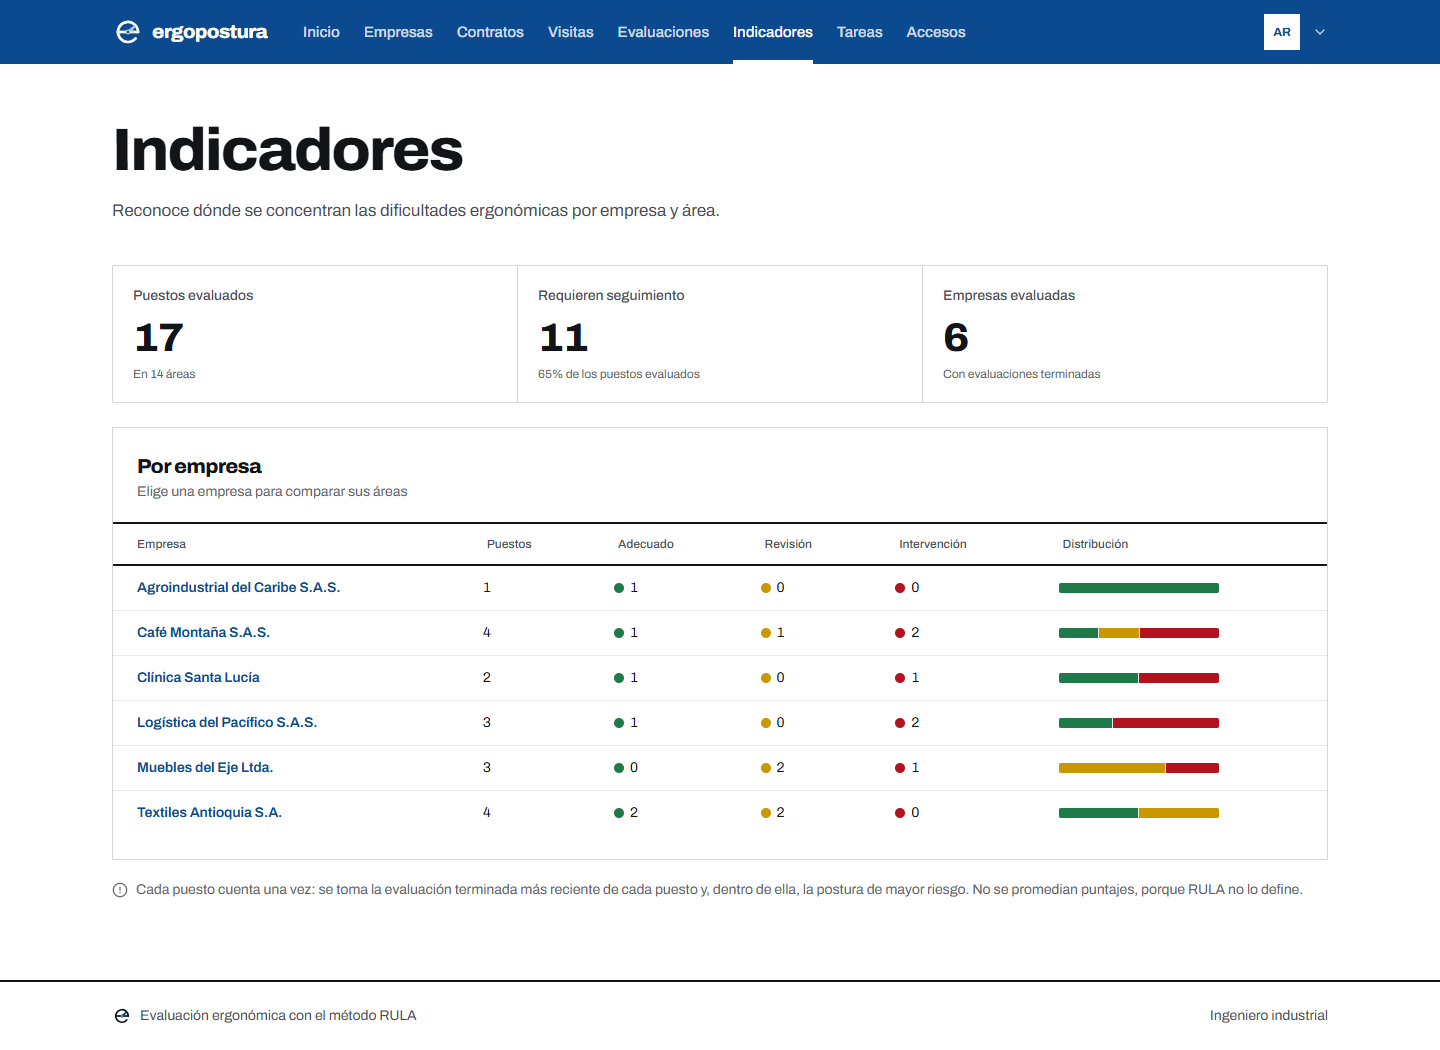 ergopostura Inicio Empresas Contratos Visitas Evaluaciones Indicadores Tareas Accesos AR
Indicadores
Reconoce dónde se concentran las dificultades ergonómicas por empresa y área.
Puestos evaluados
17
En 14 áreas
Requieren seguimiento
11
65% de los puestos evaluados
Empresas evaluadas
6
Con evaluaciones terminadas
Por empresa
Elige una empresa para comparar sus áreas
Empresa Puestos Adecuado Revisión Intervención Distribución
Agroindustrial del Caribe S.A.S. 1 1 0 0
Café Montaña S.A.S. 4 1 1 2
Clínica Santa Lucía 2 1 0 1
Logística del Pacífico S.A.S. 3 1 0 2
Muebles del Eje Ltda. 3 0 2 1
Textiles Antioquia S.A. 4 2 2 0
Cada puesto cuenta una vez: se toma la evaluación terminada más reciente de cada puesto y, dentro de ella, la postura de mayor riesgo. No se promedian puntajes, porque RULA no lo define.
Evaluación ergonómica con el método RULA
Ingeniero industrial